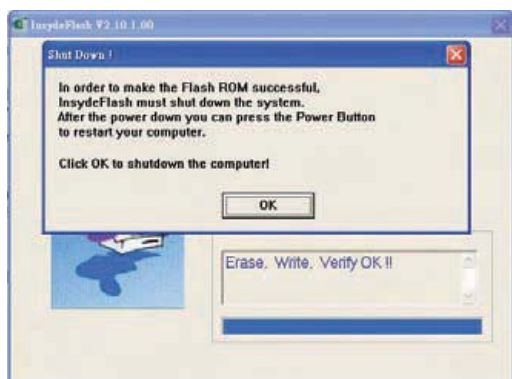 InsydeFlash V2.10.1.00
Shut Down !
In order to make the Flash ROM successful,
InsydeFlash must shut down the system.
After the power down you can press the Power Button
to restart your computer.
Click OK to shutdown the computer!
OK
Erase, Write, Verify OK !!